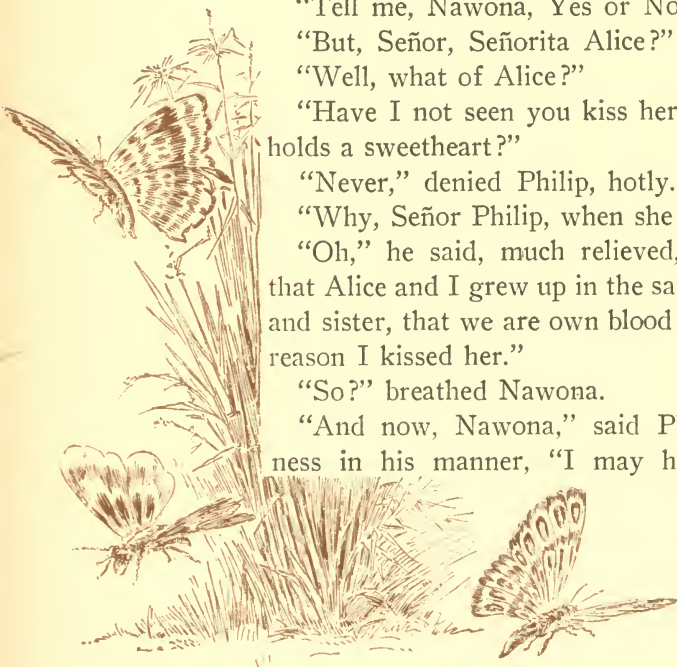 "Tell me, Nawona, Yes or No
"But, Señor, Señorita Alice?"
"Well, what of Alice?"
"Have I not seen you kiss her
holds a sweetheart?"
"Never," denied Philip, hotly.
"Why, Señor Philip, when she
"Oh," he said, much relieved,
that Alice and I grew up in the sa
and sister, that we are own blood
reason I kissed her."
"So?" breathed Nawona.
"And now, Nawona," said P
ness in his manner, "I may h